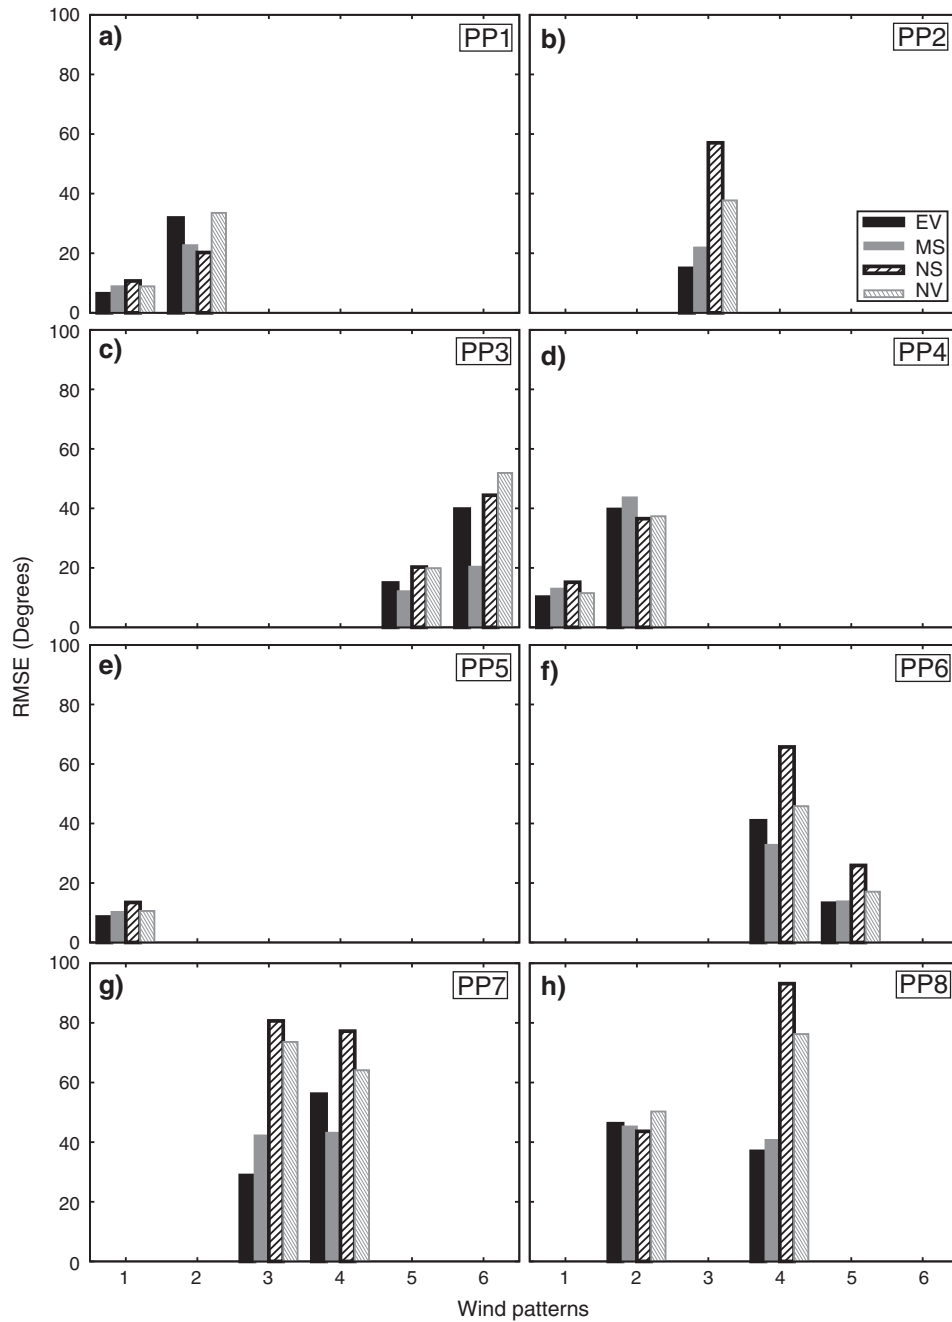 a) PP1
b) PP2
100
80
60
40
20
0
EV
MS
NS
NV
c) PP3
d) PP4
100
80
60
40
20
0
e) PP5
f) PP6
100
80
60
40
20
0
g) PP7
h) PP8
100
80
60
40
20
0
1 2 3 4 5 6
1 2 3 4 5 6
RMSE (Degrees)
Wind patterns